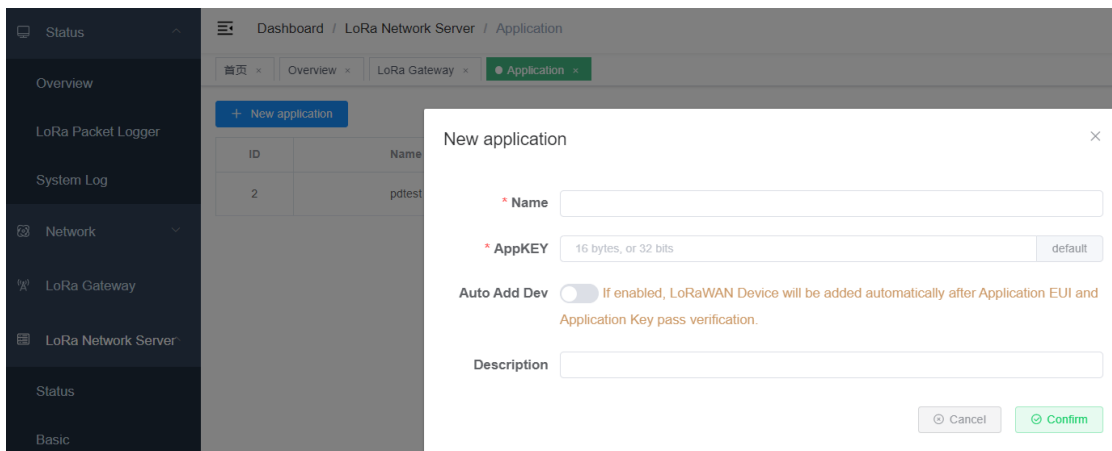 Status
Overview
LoRa Packet Logger
System Log
Network
LoRa Gateway
LoRa Network Server
Status
Basic
Dashboard / LoRa Network Server / Application
首页 ×
Overview ×
LoRa Gateway ×
Application ×
+ New application
ID
Name
2
pdtest
New application ×
* Name
* AppKEY
16 bytes, or 32 bits
default
Auto Add Dev
If enabled, LoRaWAN Device will be added automatically after Application EUI and
Application Key pass verification.
Description
Cancel
Confirm